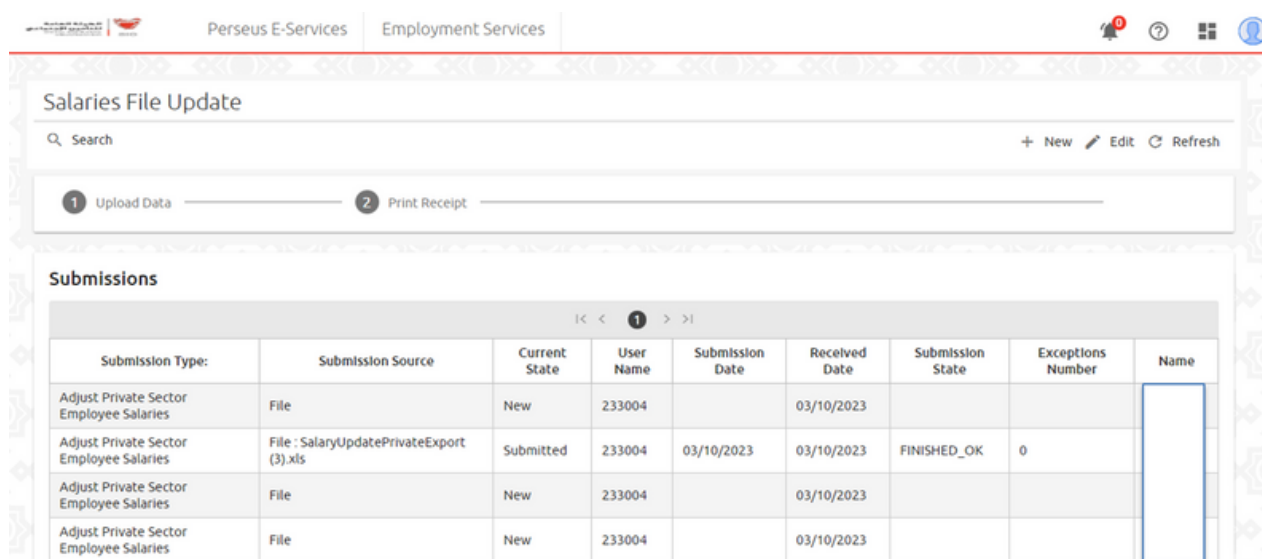 Perseus E-Services
Employment Services
0
Salaries File Update
Search
+ New Edit Refresh
1 Upload Data 2 Print Receipt
Submissions
|< < 1 > >|
Submission Type: Submission Source Current State User Name Submission Date Received Date Submission State Exceptions Number Name
Adjust Private Sector
Employee Salaries
File New 233004 03/10/2023
Adjust Private Sector
Employee Salaries
File : SalaryUpdatePrivateExport
(3).xls
Submitted 233004 03/10/2023 03/10/2023 FINISHED_OK 0
Adjust Private Sector
Employee Salaries
File New 233004 03/10/2023
Adjust Private Sector
Employee Salaries
File New 233004 03/10/2023